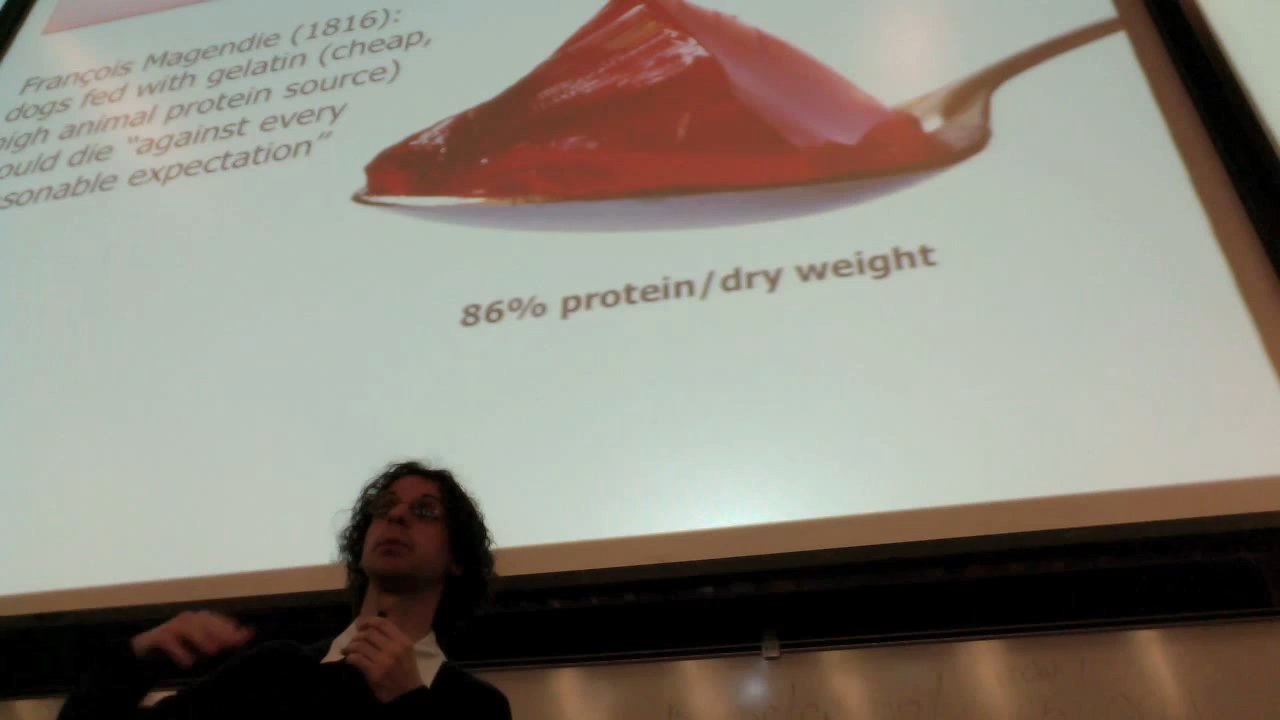 François Magendie (1816):
dogs fed with gelatin (cheap,
high animal protein source)
ould die “against every
sonable expectation”
86% protein/dry weight